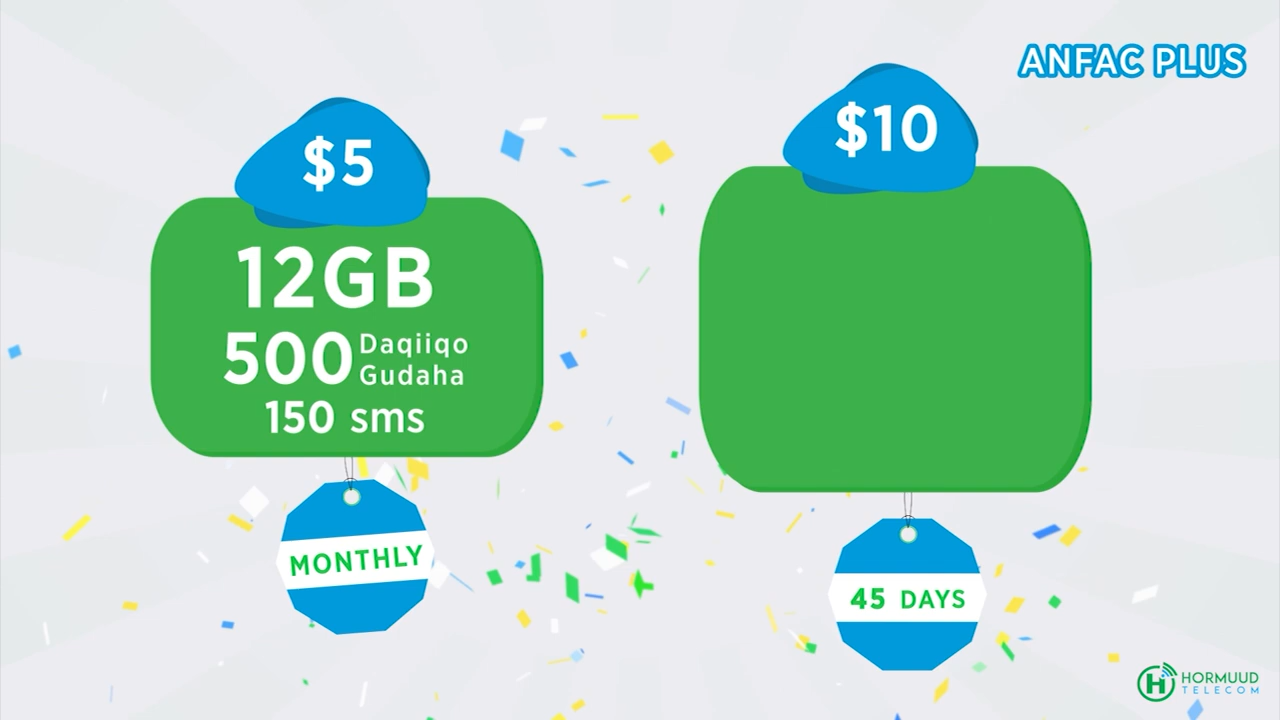 ANFAC PLUS
$5
12GB
500 Daqiiqo
Gudaha
150 sms
MONTHLY
$10
45 DAYS
HORMUUD
TELECOM